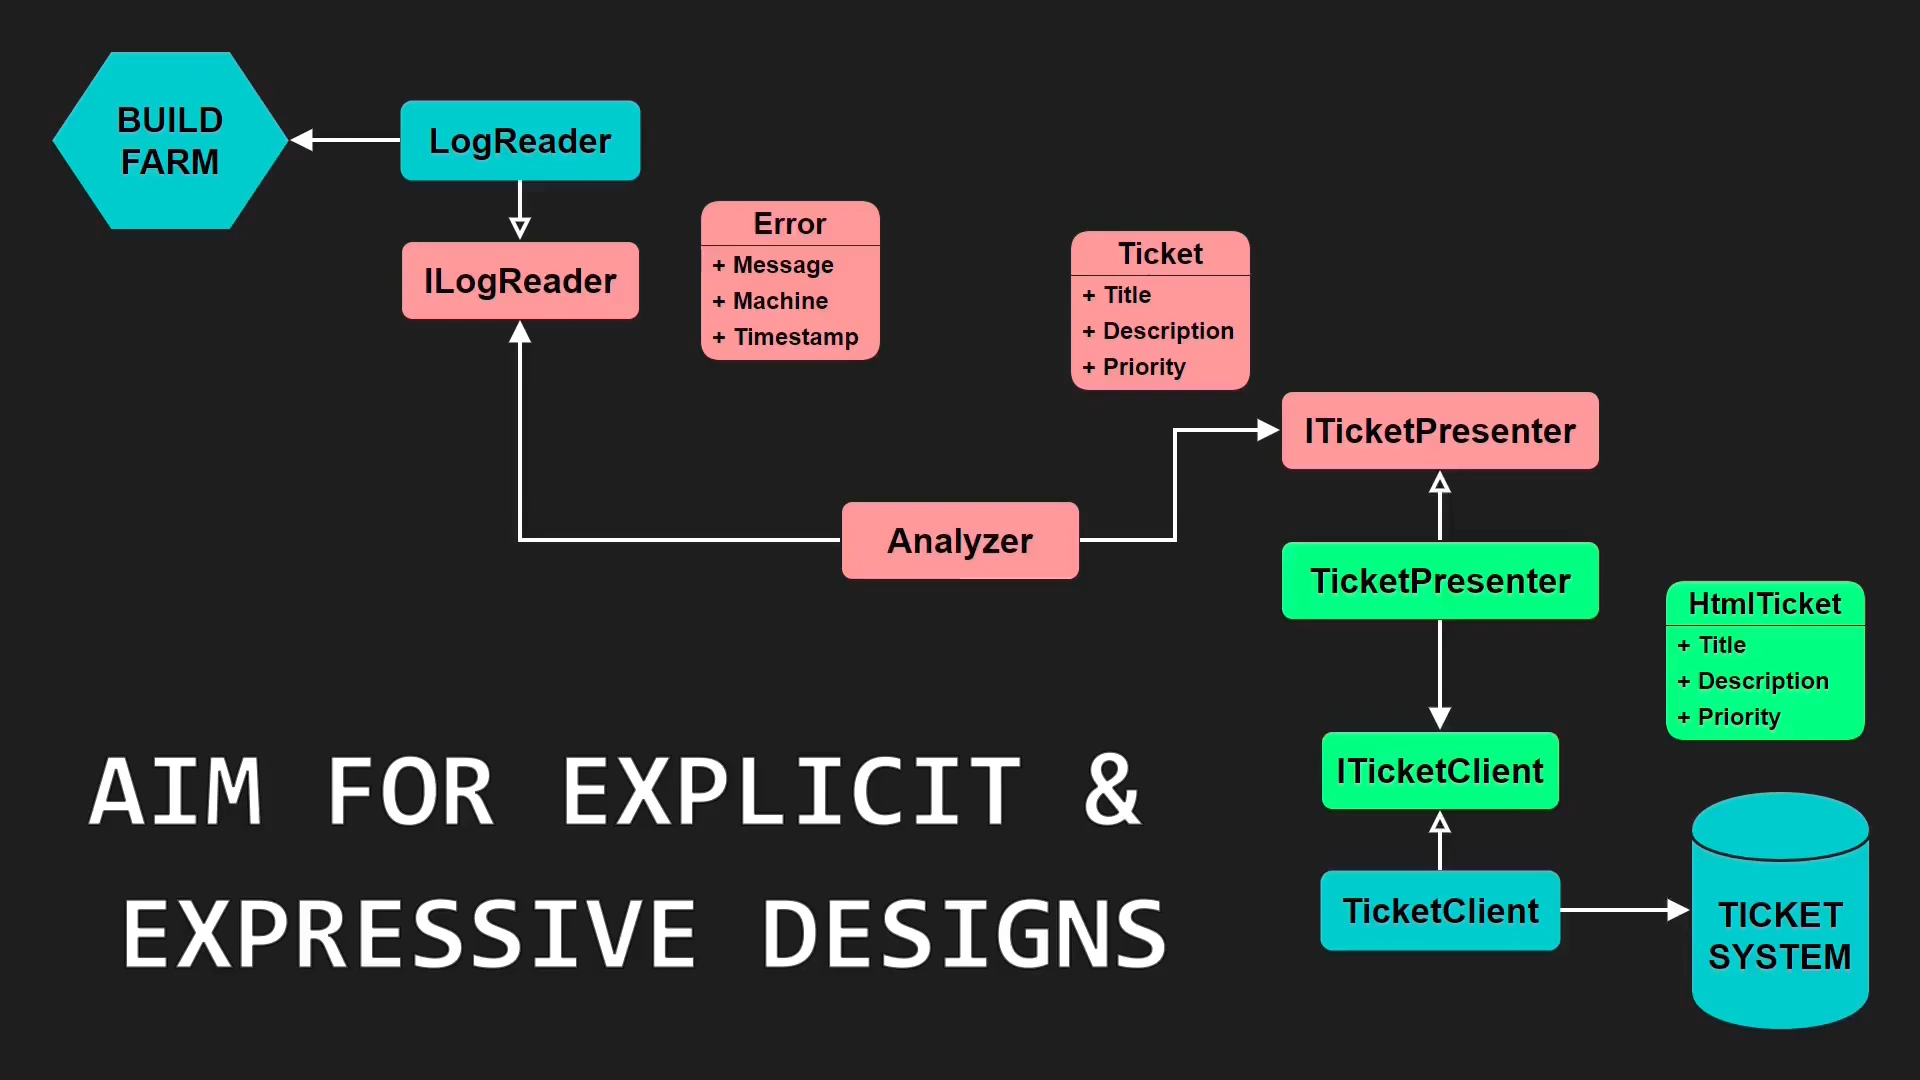 BUILD
FARM
LogReader
ILogReader
Error
+ Message
+ Machine
+ Timestamp
Ticket
+ Title
+ Description
+ Priority
ITicketPresenter
Analyzer
TicketPresenter
HtmlTicket
+ Title
+ Description
+ Priority
ITicketClient
TicketClient
TICKET
SYSTEM
AIM FOR EXPLICIT &
EXPRESSIVE DESIGNS